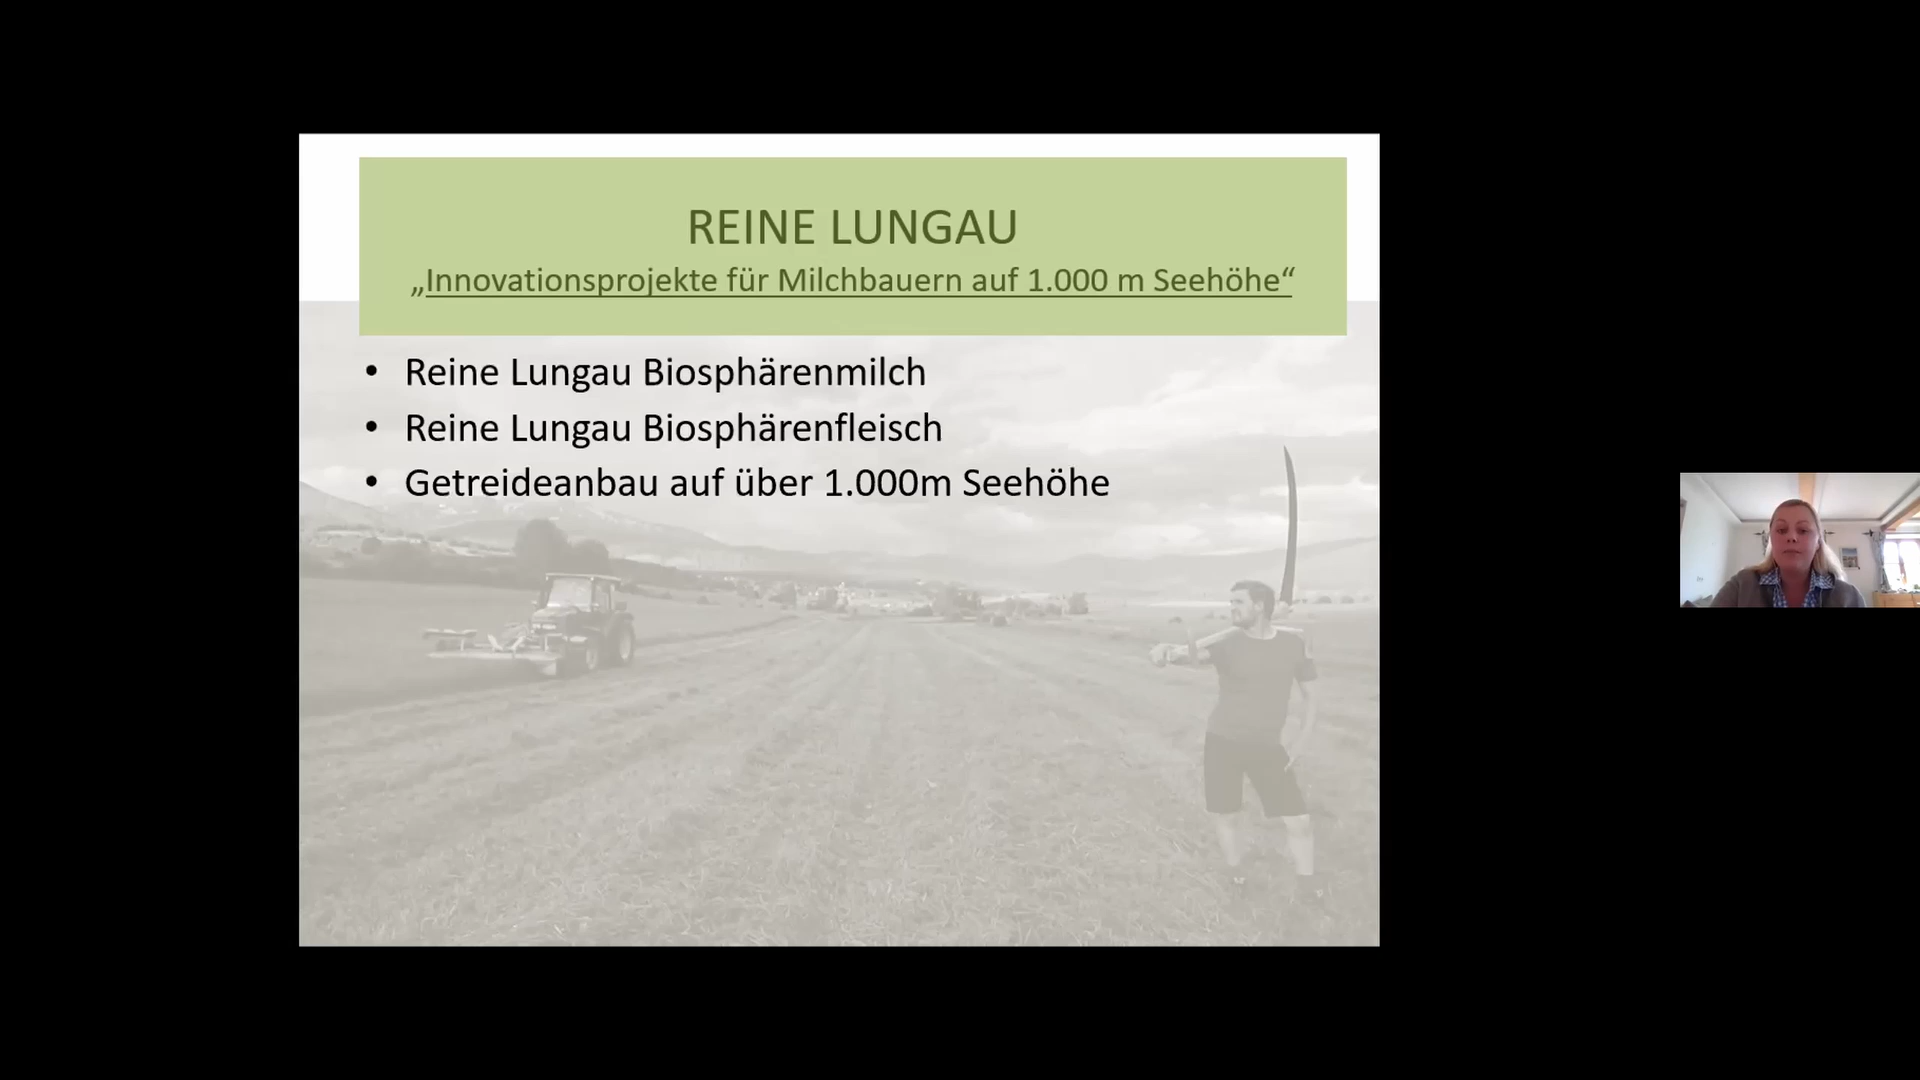 REINE LUNGAU
„Innovationsprojekte für Milchbauern auf 1.000 m Seehöhe“
• Reine Lungau Biosphärenmilch
• Reine Lungau Biosphärenfleisch
• Getreideanbau auf über 1.000m Seehöhe